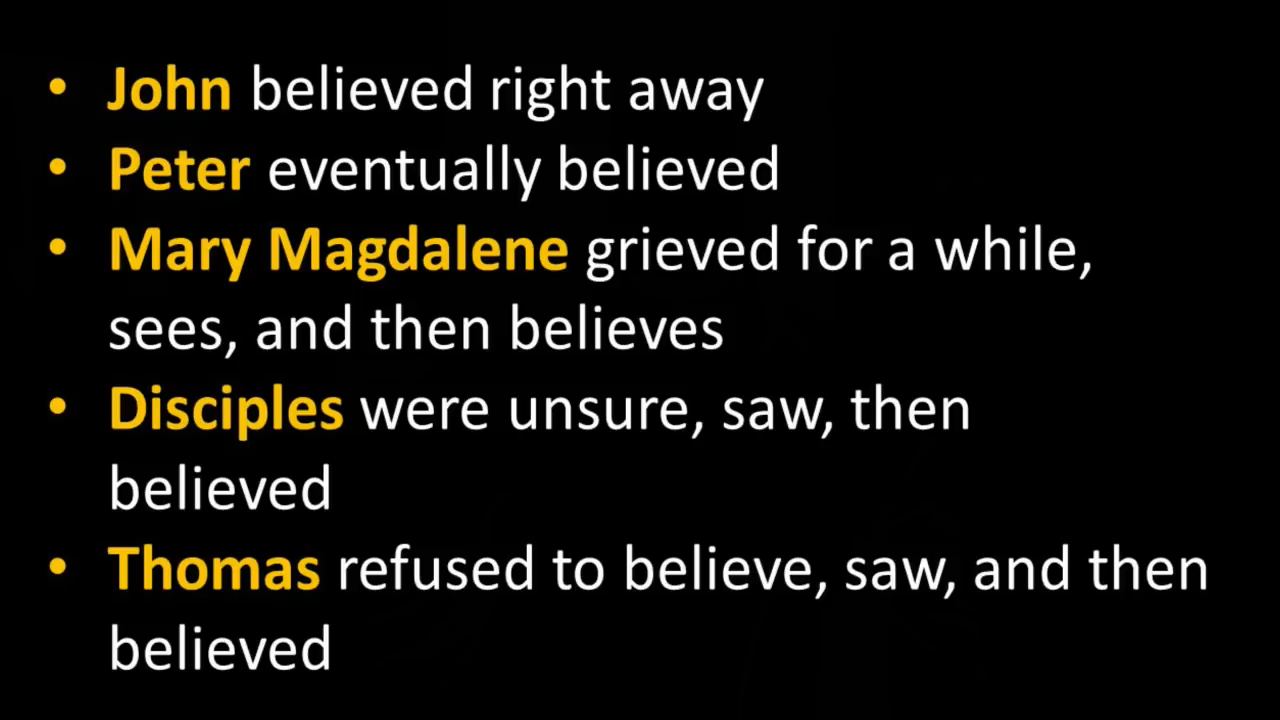 • John believed right away
• Peter eventually believed
• Mary Magdalene grieved for a while,
sees, and then believes
• Disciples were unsure, saw, then
believed
• Thomas refused to believe, saw, and then
believed